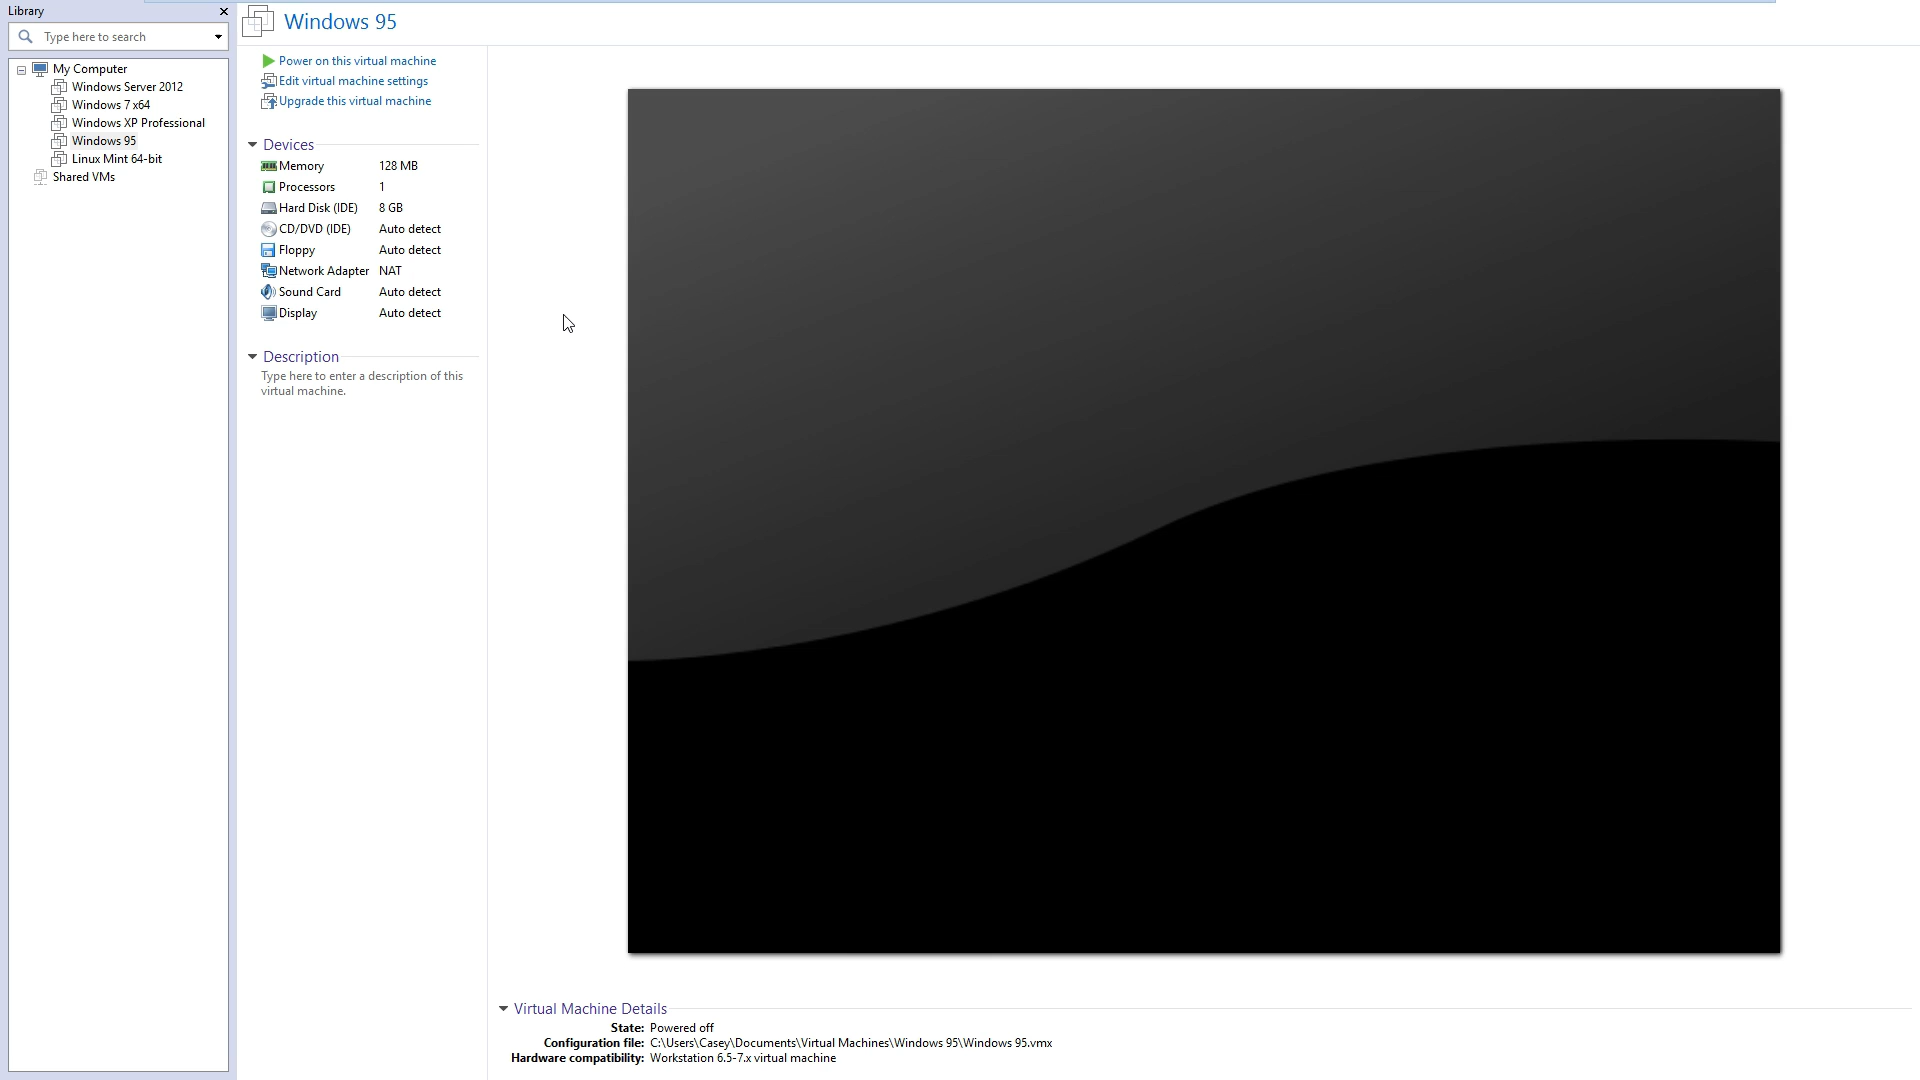 Library
Type here to search
My Computer
Windows Server 2012
Windows 7 x64
Windows XP Professional
Windows 95
Linux Mint 64-bit
Shared VMs
Windows 95
Power on this virtual machine
Edit virtual machine settings
Upgrade this virtual machine
Devices
Memory 128 MB
Processors 1
Hard Disk (IDE) 8 GB
CD/DVD (IDE) Auto detect
Floppy Auto detect
Network Adapter NAT
Sound Card Auto detect
Display Auto detect
Description
Type here to enter a description of this
virtual machine.
Virtual Machine Details
State: Powered off
Configuration file: C:\Users\Casey\Documents\Virtual Machines\Windows 95\Windows 95.vmx
Hardware compatibility: Workstation 6.5-7.x virtual machine